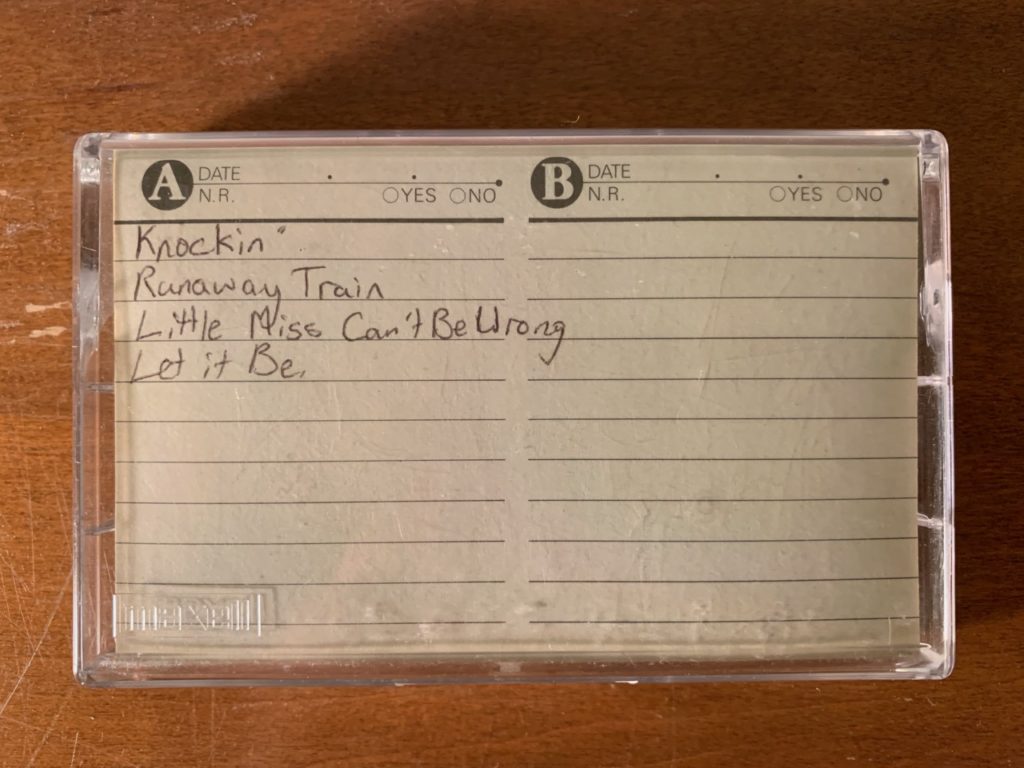 A DATE . . .
N.R. YES NO
B DATE . . .
N.R. YES NO
Knockin"
Runaway Train
Little Miss Can't Be Wrong
Let it Be.
maxell